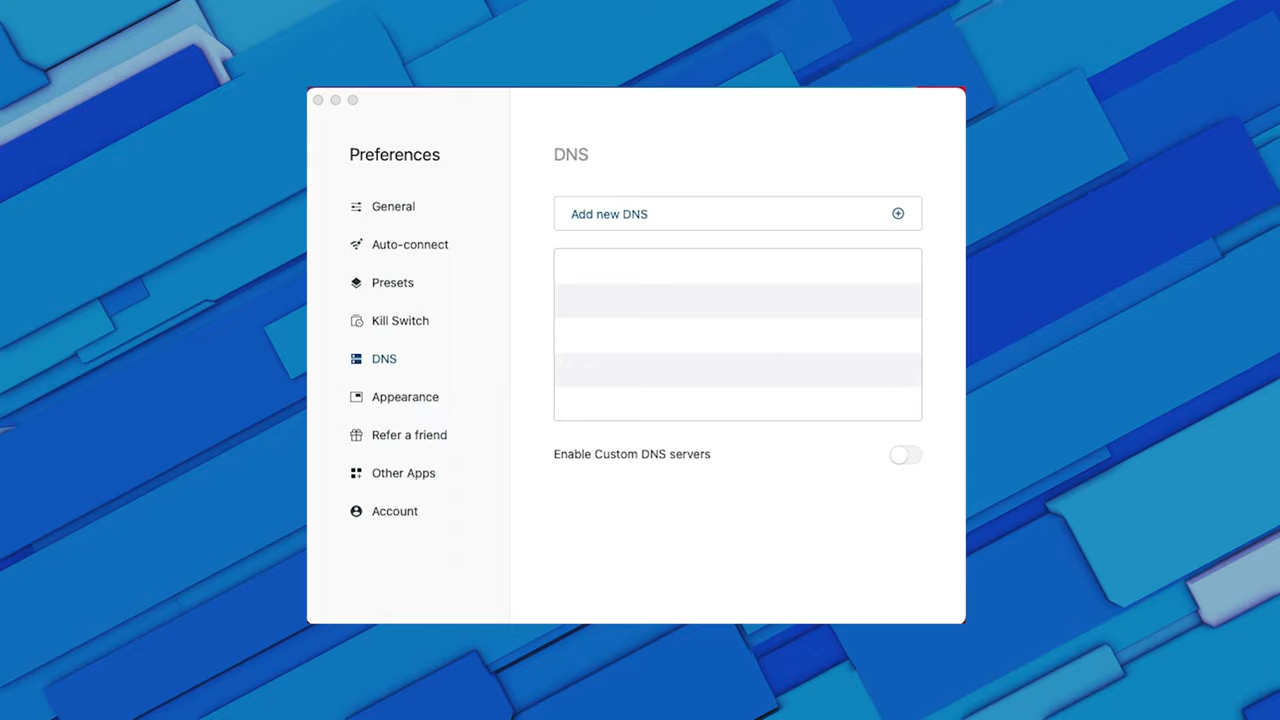 Preferences
General
Auto-connect
Presets
Kill Switch
DNS
Appearance
Refer a friend
Other Apps
Account
DNS
Add new DNS
Enable Custom DNS servers